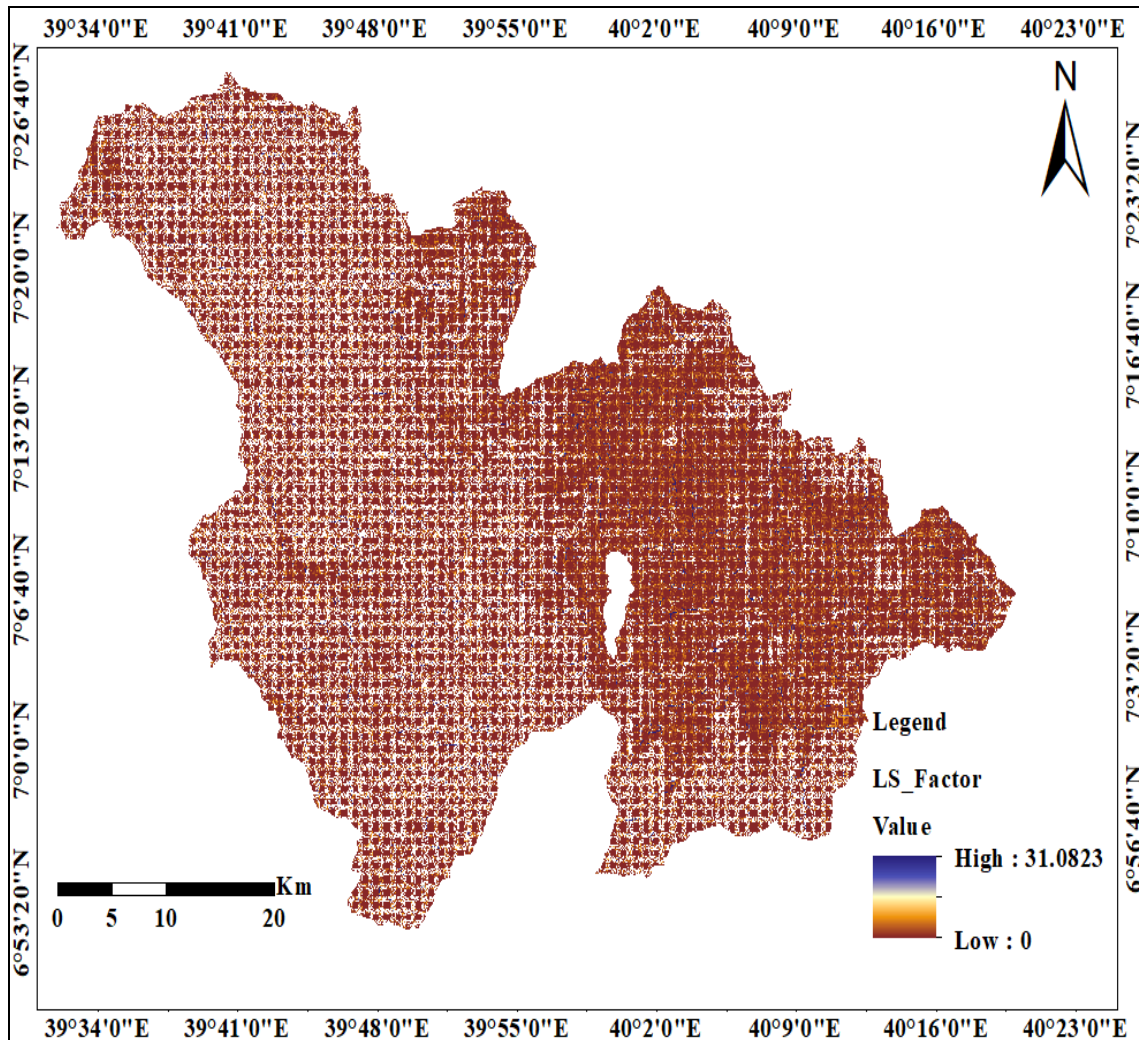 39°34'0"E 39°41'0"E 39°48'0"E 39°55'0"E 40°2'0"E 40°9'0"E 40°16'0"E 40°23'0"E
7°26'40"N
7°20'0"N
7°13'20"N
7°6'40"N
7°0'0"N
6°53'20"N
N
7°23'20"N
7°16'40"N
7°10'0"N
7°3'20"N
6°56'40"N
Legend
LS_Factor
Value
High : 31.0823
Low : 0
Km
0 5 10 20
39°34'0"E 39°41'0"E 39°48'0"E 39°55'0"E 40°2'0"E 40°9'0"E 40°16'0"E 40°23'0"E